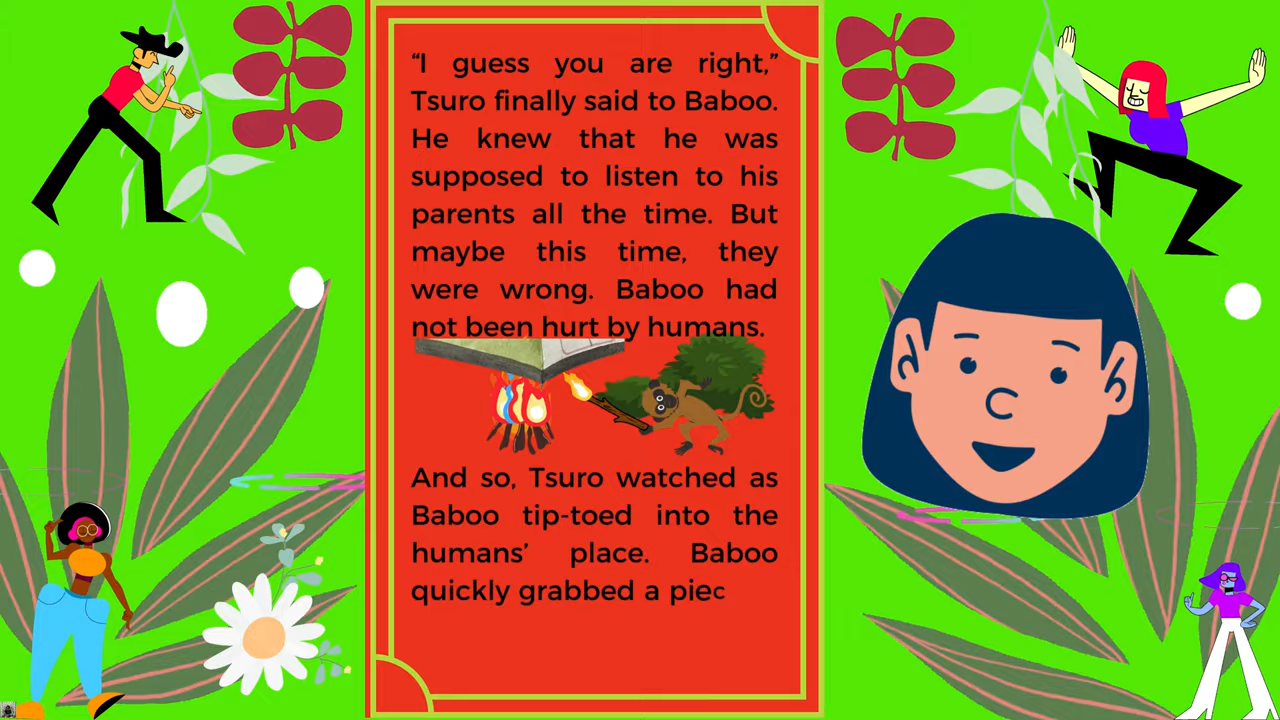 “I guess you are right,”
Tsuro finally said to Baboo.
He knew that he was
supposed to listen to his
parents all the time. But
maybe this time, they
were wrong. Baboo had
not been hurt by humans.
And so, Tsuro watched as
Baboo tip-toed into the
humans’ place. Baboo
quickly grabbed a piec